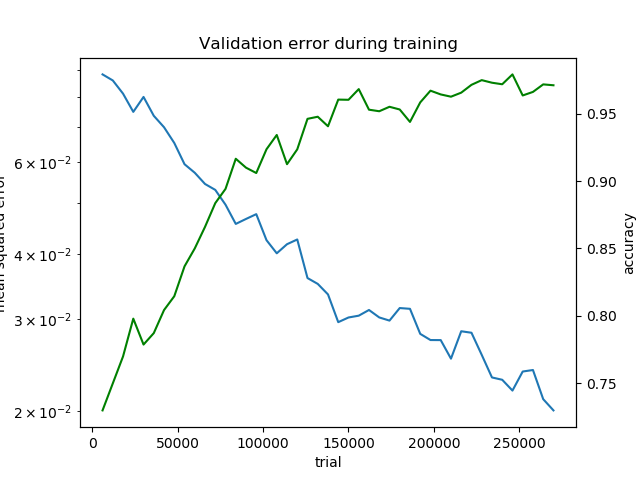 Validation error during training
6 × 10⁻²
4 × 10⁻²
3 × 10⁻²
2 × 10⁻²
mean squared error
0.95
0.90
0.85
0.80
0.75
accuracy
0
50000
100000
150000
200000
250000
trial